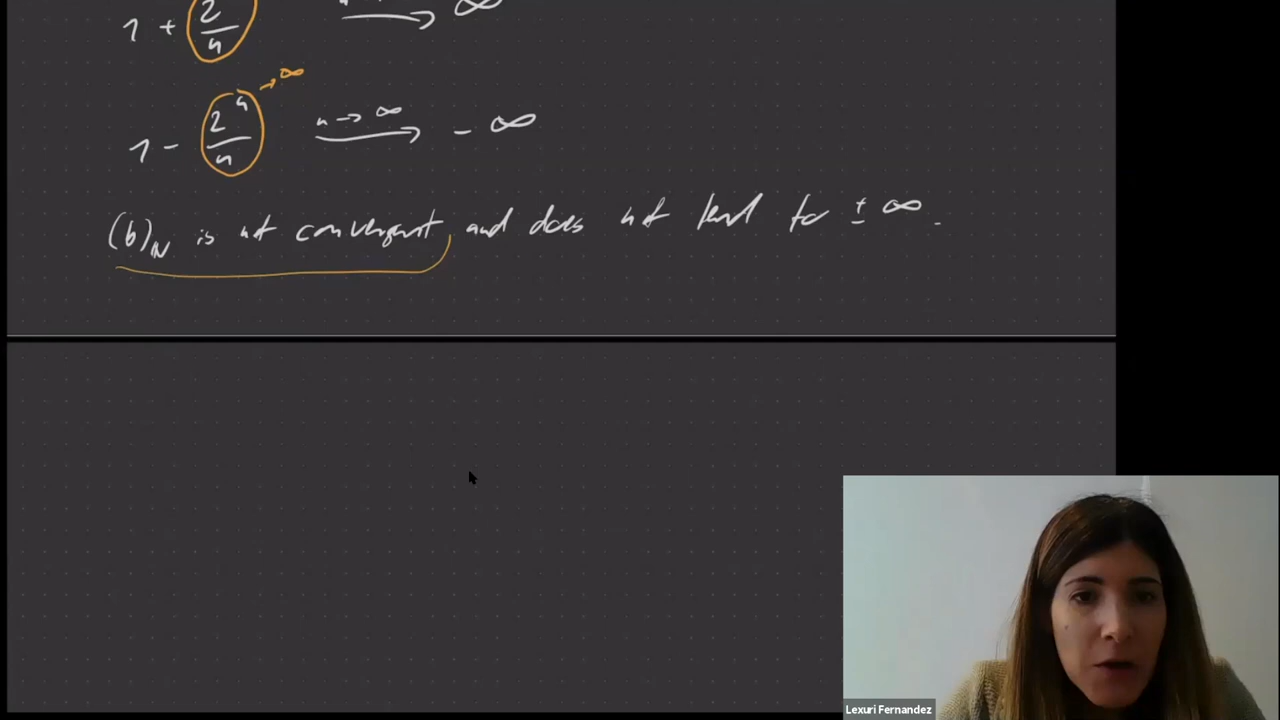 1 + 2/n → ∞
1 - 2^n/n → ∞ n → ∞ - ∞
(b)_N is not convergent and does not tend to ± ∞.
Lexuri Fernandez